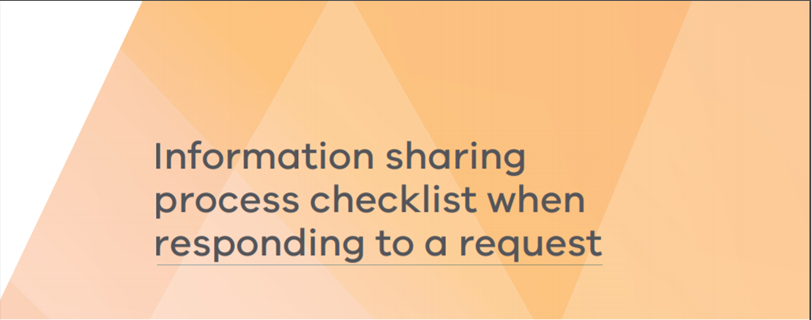 Information sharing
process checklist when
responding to a request